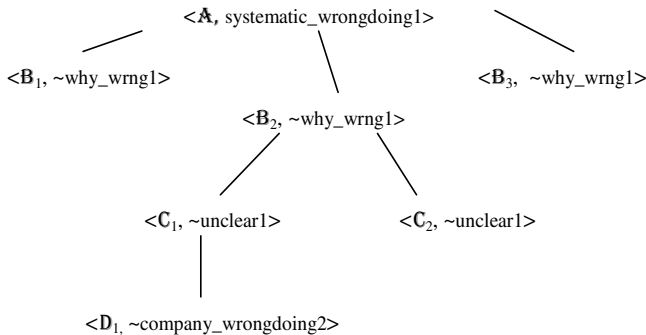 <𝔸, systematic_wrongdoing1>
<𝔹₁, ~why_wrng1>
<𝔹₃, ~why_wrng1>
<𝔹₂, ~why_wrng1>
<ℂ₁, ~unclear1>
<ℂ₂, ~unclear1>
<𝔻₁, ~company_wrongdoing2>